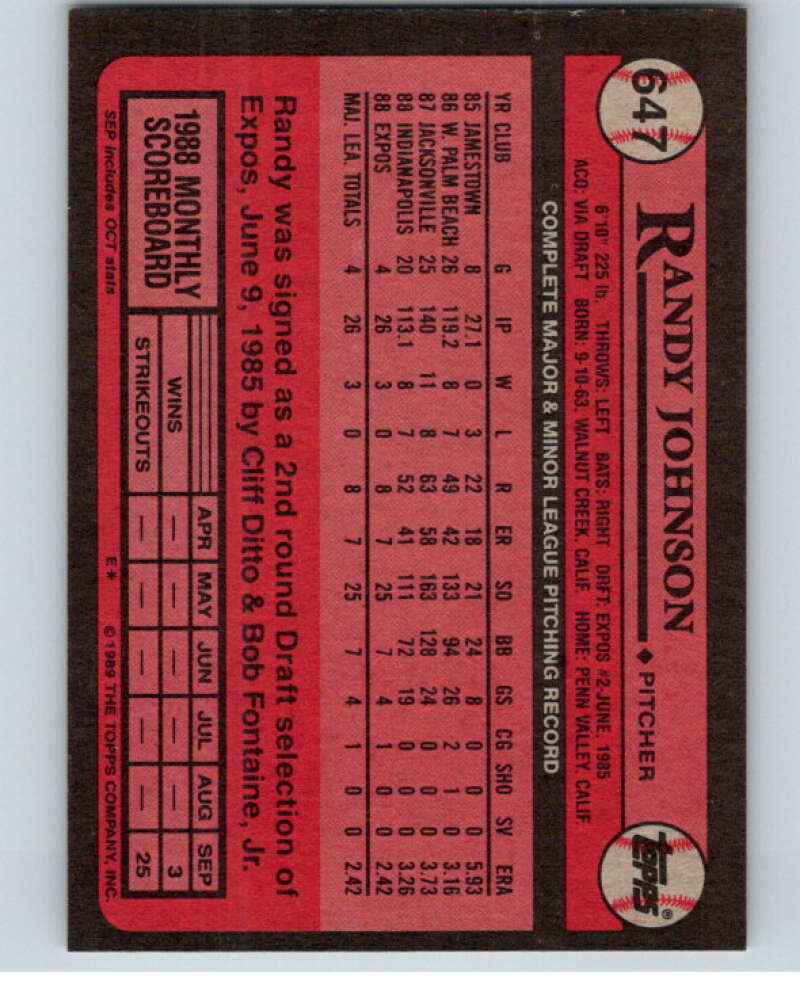 647
RANDY JOHNSON ♦ PITCHER
TOPPS®
6'10" 225 lb. THROWS: LEFT BATS: RIGHT DRFT: EXPOS #2-JUNE, 1985
ACQ: VIA DRAFT BORN: 9-10-63, WALNUT CREEK, CALIF. HOME: PENN VALLEY, CALIF.
COMPLETE MAJOR & MINOR LEAGUE PITCHING RECORD
YR CLUB G IP W L R ER SO BB GS CG SHO SV ERA
85 JAMESTOWN 8 27.1 0 3 22 18 21 24 8 0 0 0 5.93
86 W. PALM BEACH 26 119.2 8 7 49 42 133 94 26 2 1 0 3.16
87 JACKSONVILLE 25 140 11 8 63 58 163 128 24 0 0 0 3.73
88 INDIANAPOLIS 20 113.1 8 7 52 41 111 72 19 0 0 0 3.26
88 EXPOS 4 26 3 0 8 7 25 7 4 1 0 0 2.42
MAJ. LEA. TOTALS 4 26 3 0 8 7 25 7 4 1 0 0 2.42
Randy was signed as a 2nd round Draft selection of
Expos, June 9, 1985 by Cliff Ditto & Bob Fontaine, Jr.
1988 MONTHLY
SCOREBOARD
APR MAY JUN JUL AUG SEP
WINS — — — — — 3
STRIKEOUTS — — — — — 25
SEP includes OCT stats E* ©1989 THE TOPPS COMPANY, INC.